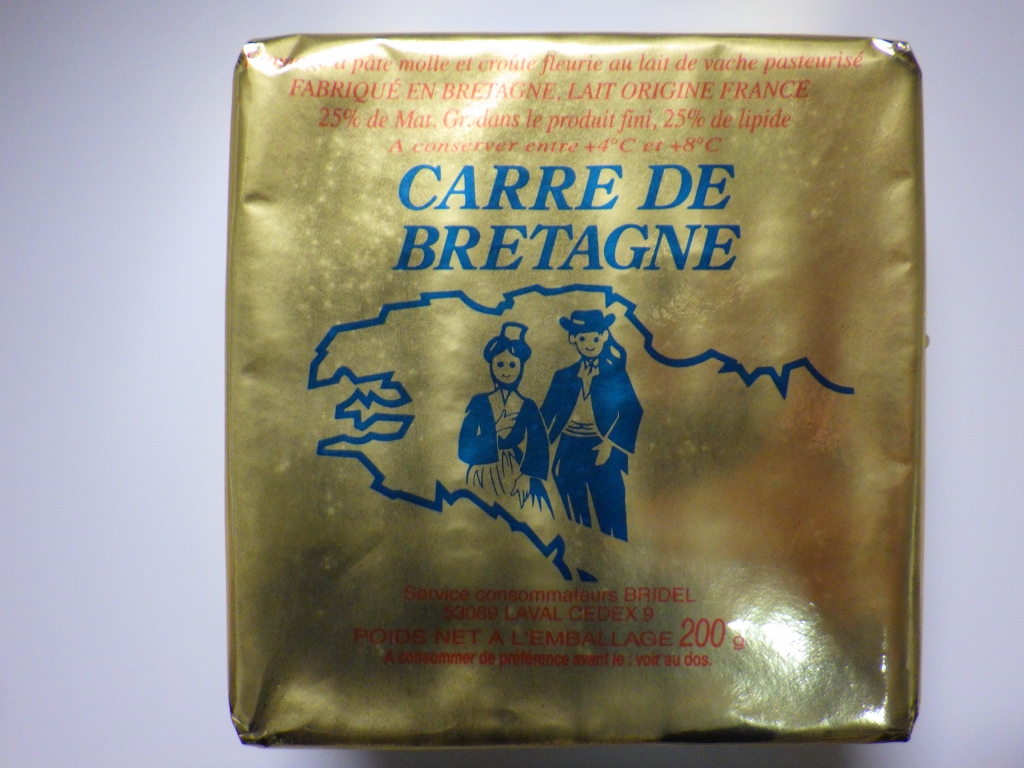 à pâte molle et croûte fleurie au lait de vache pasteurisé
FABRIQUÉ EN BRETAGNE, LAIT ORIGINE FRANCE
25% de Mat. Gr. dans le produit fini, 25% de lipide
A conserver entre +4°C et +8°C
CARRE DE
BRETAGNE
Service consommateurs BRIDEL
53089 LAVAL CEDEX 9
POIDS NET A L'EMBALLAGE 200 g
A consommer de préférence avant le : voir au dos.